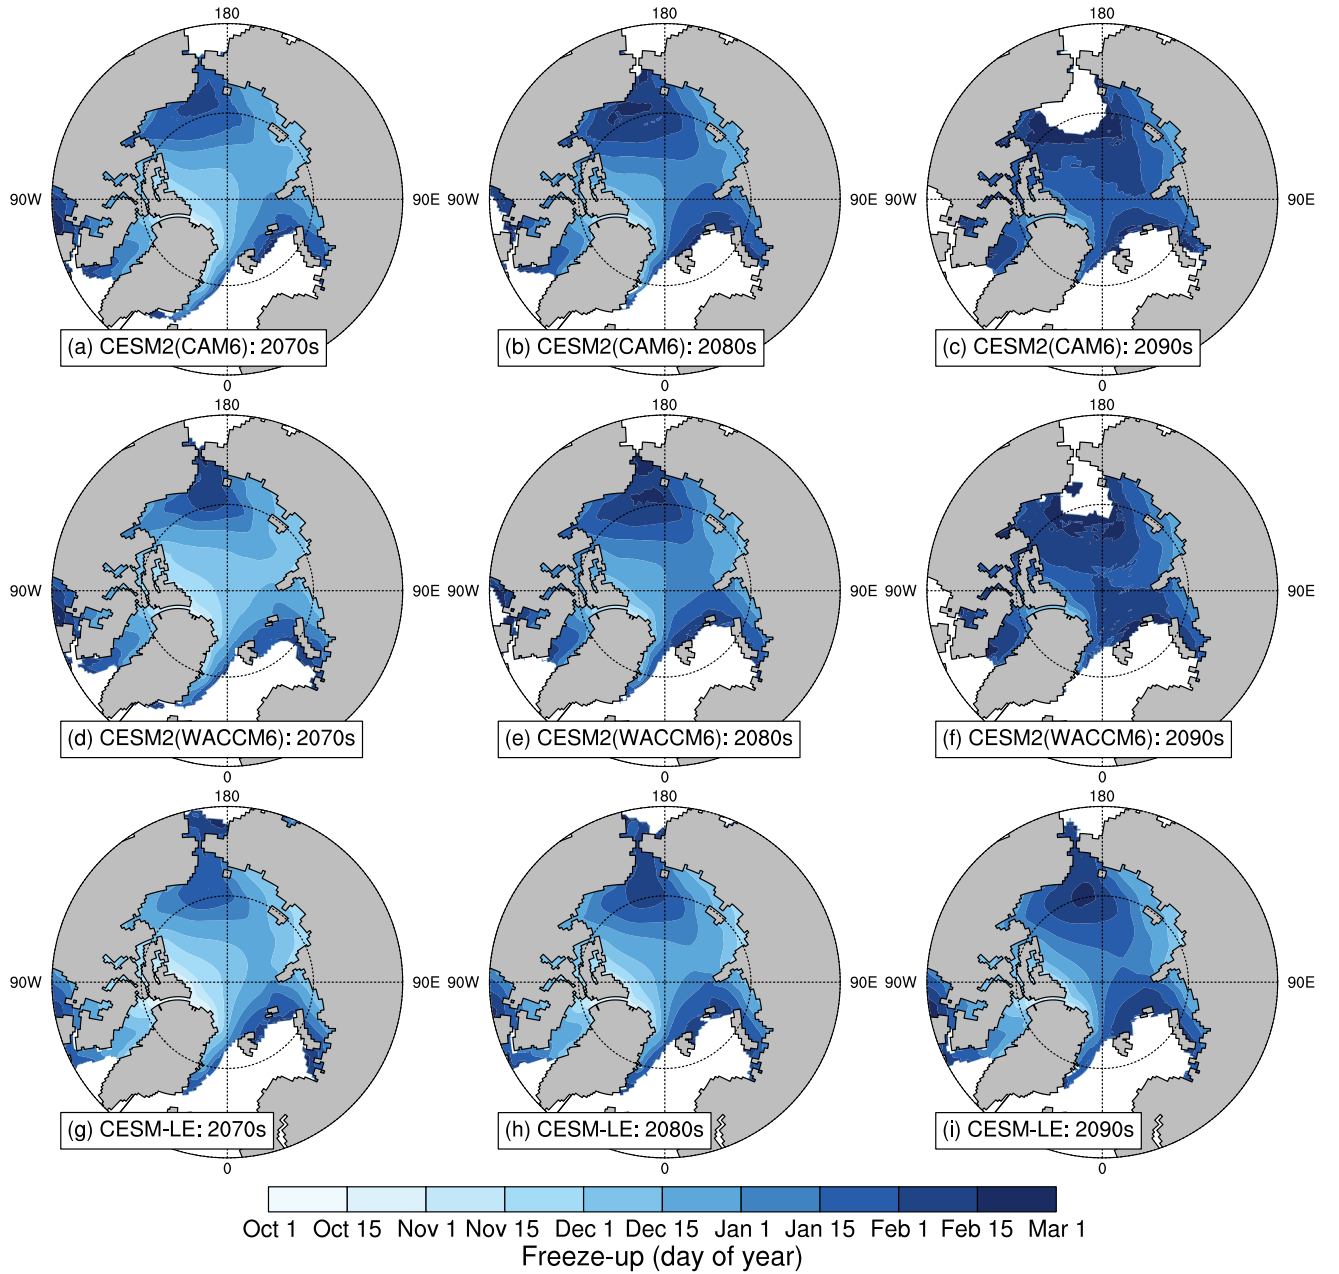 180 180 180
90W 90E 90W 90E 90W 90E
(a) CESM2(CAM6): 2070s (b) CESM2(CAM6): 2080s (c) CESM2(CAM6): 2090s
0 0 0
180 180 180
90W 90E 90W 90E 90W 90E
(d) CESM2(WACCM6): 2070s (e) CESM2(WACCM6): 2080s (f) CESM2(WACCM6): 2090s
0 0 0
180 180 180
90W 90E 90W 90E 90W 90E
(g) CESM-LE: 2070s (h) CESM-LE: 2080s (i) CESM-LE: 2090s
0 0 0
Oct 1 Oct 15 Nov 1 Nov 15 Dec 1 Dec 15 Jan 1 Jan 15 Feb 1 Feb 15 Mar 1
Freeze-up (day of year)